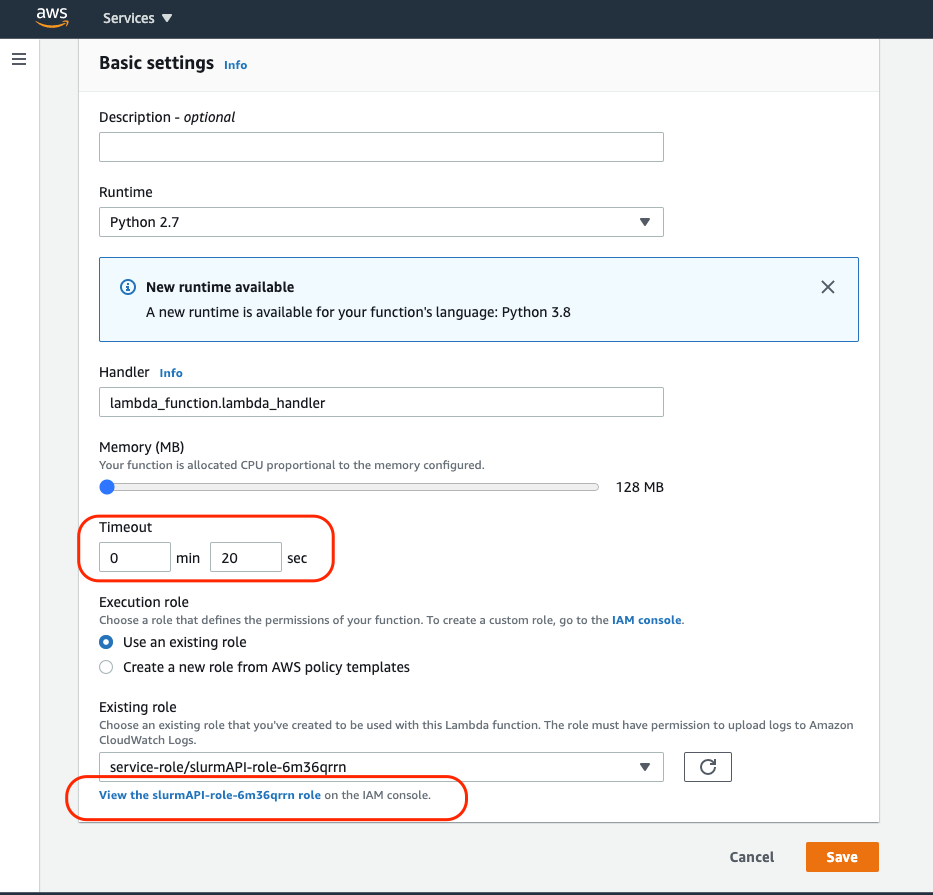 aws
Services
Basic settings Info
Description - optional
Runtime
Python 2.7
New runtime available
A new runtime is available for your function's language: Python 3.8
Handler Info
lambda_function.lambda_handler
Memory (MB)
Your function is allocated CPU proportional to the memory configured.
128 MB
Timeout
0 min 20 sec
Execution role
Choose a role that defines the permissions of your function. To create a custom role, go to the IAM console.
Use an existing role
Create a new role from AWS policy templates
Existing role
Choose an existing role that you've created to be used with this Lambda function. The role must have permission to upload logs to Amazon
CloudWatch Logs.
service-role/slurmAPI-role-6m36qrrn
View the slurmAPI-role-6m36qrrn role on the IAM console.
Cancel Save